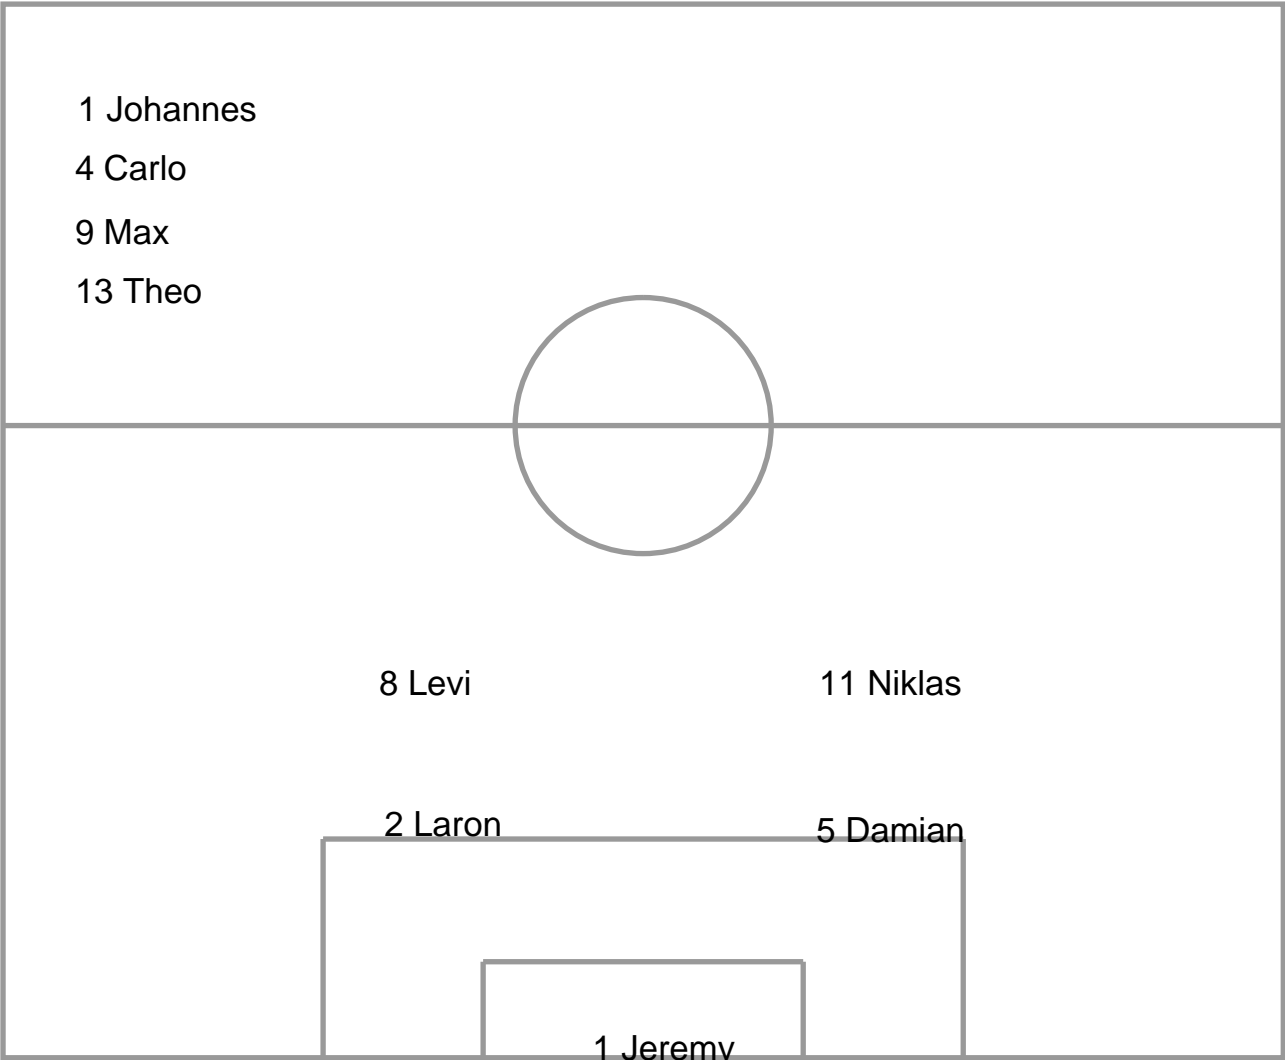 1 Johannes
4 Carlo
9 Max
13 Theo
8 Levi 11 Niklas
2 Laron 5 Damian
1 Jeremy